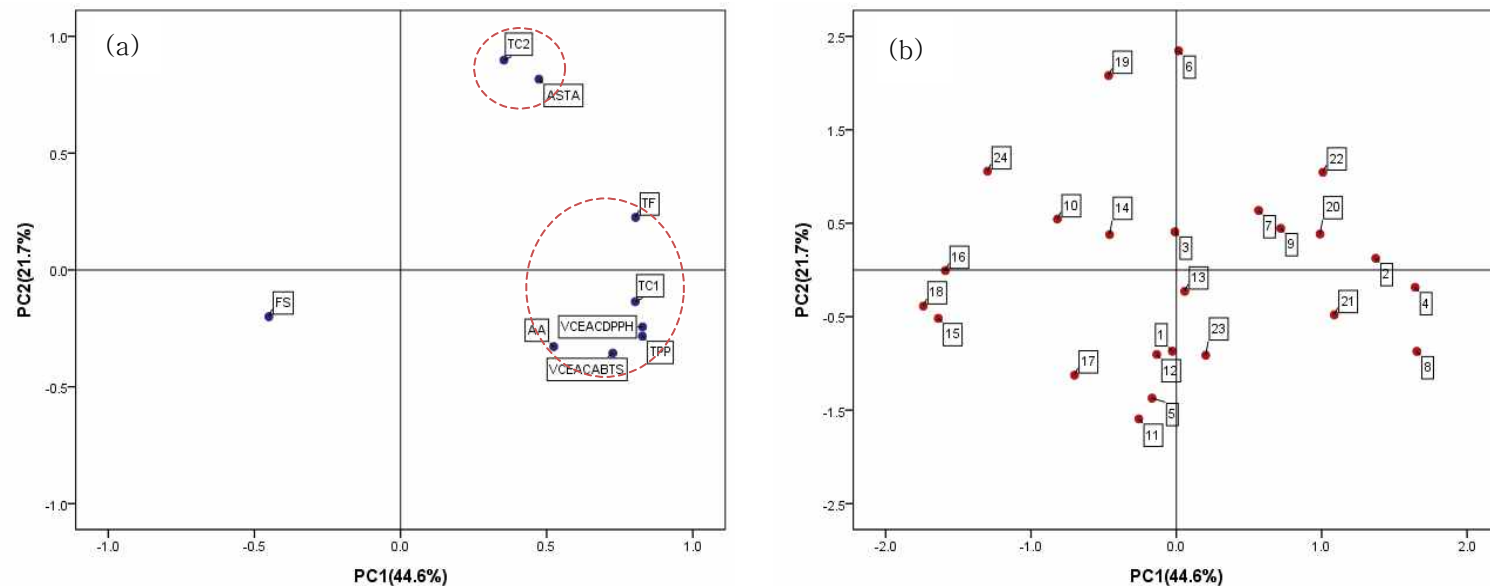 (a)
1.0
0.5
0.0
-0.5
-1.0
PC2(21.7%)
TC2
ASTA
TF
TC1
FS
VCEACDPPH
AA
TPP
VCEACABTS
-1.0 -0.5 0.0 0.5 1.0
PC1(44.6%)
(b)
2.5
1.5
0.5
-0.5
-1.5
-2.5
PC2(21.7%)
19
6
24
22
10
14
7
20
9
3
16
2
13
18
4
15
21
1
23
12
17
8
5
11
-2.0 -1.0 0.0 1.0 2.0
PC1(44.6%)